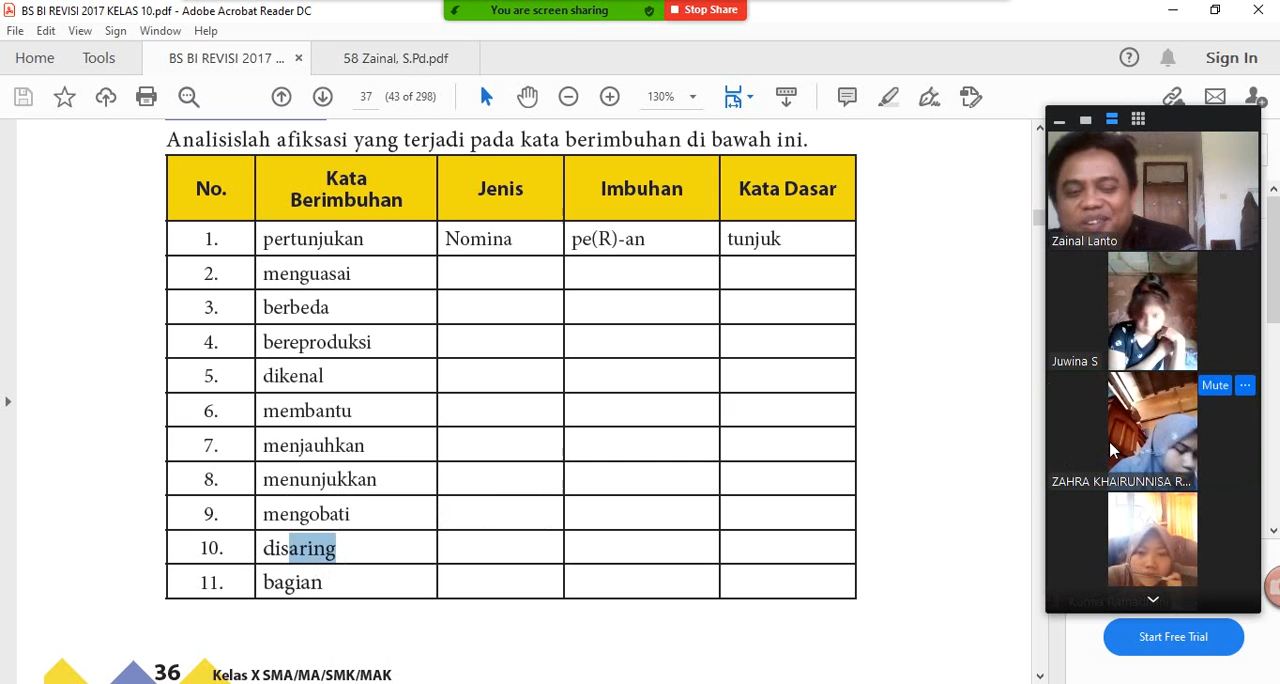 BS BI REVISI 2017 KELAS 10.pdf - Adobe Acrobat Reader DC
You are screen sharing
Stop Share
File Edit View Sign Window Help
Home Tools BS BI REVISI 2017 ... × 58 Zainal, S.Pd.pdf Sign In
37 (43 of 298) 130%
Analisislah afiksasi yang terjadi pada kata berimbuhan di bawah ini.
No. Kata Berimbuhan Jenis Imbuhan Kata Dasar
1. pertunjukan Nomina pe(R)-an tunjuk
2. menguasai
3. berbeda
4. bereproduksi
5. dikenal
6. membantu
7. menjauhkan
8. menunjukkan
9. mengobati
10. disaring
11. bagian
36 Kelas X SMA/MA/SMK/MAK
Zainal Lanto
Juwina S
Mute ...
ZAHRA KHAIRUNNISA R...
Start Free Trial